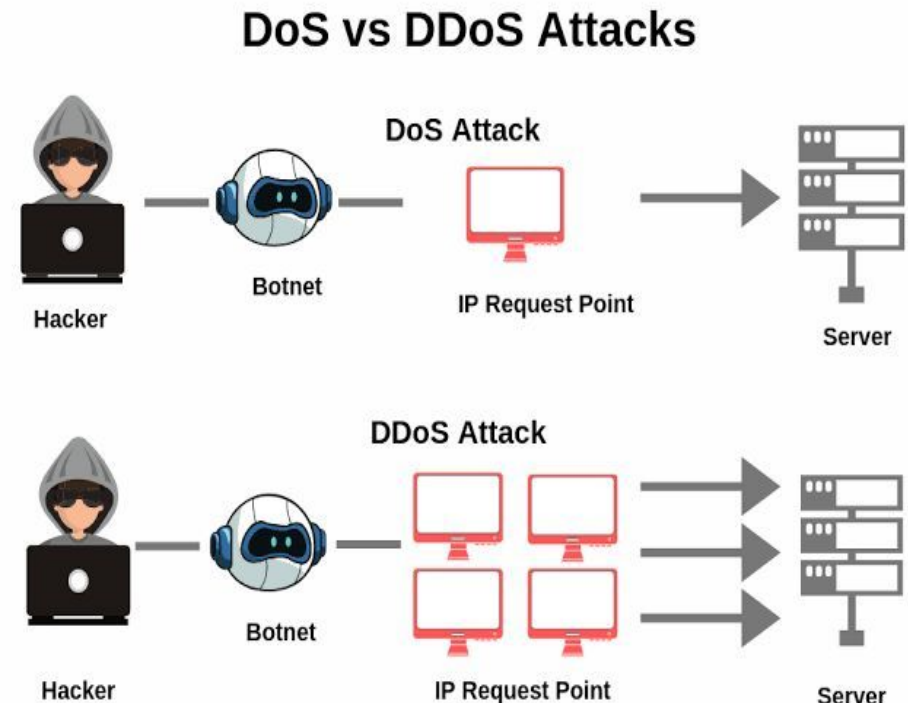 DoS vs DDoS Attacks
DoS Attack
Botnet
IP Request Point
Hacker
Server
DDoS Attack
Botnet
Hacker
IP Request Point
Server